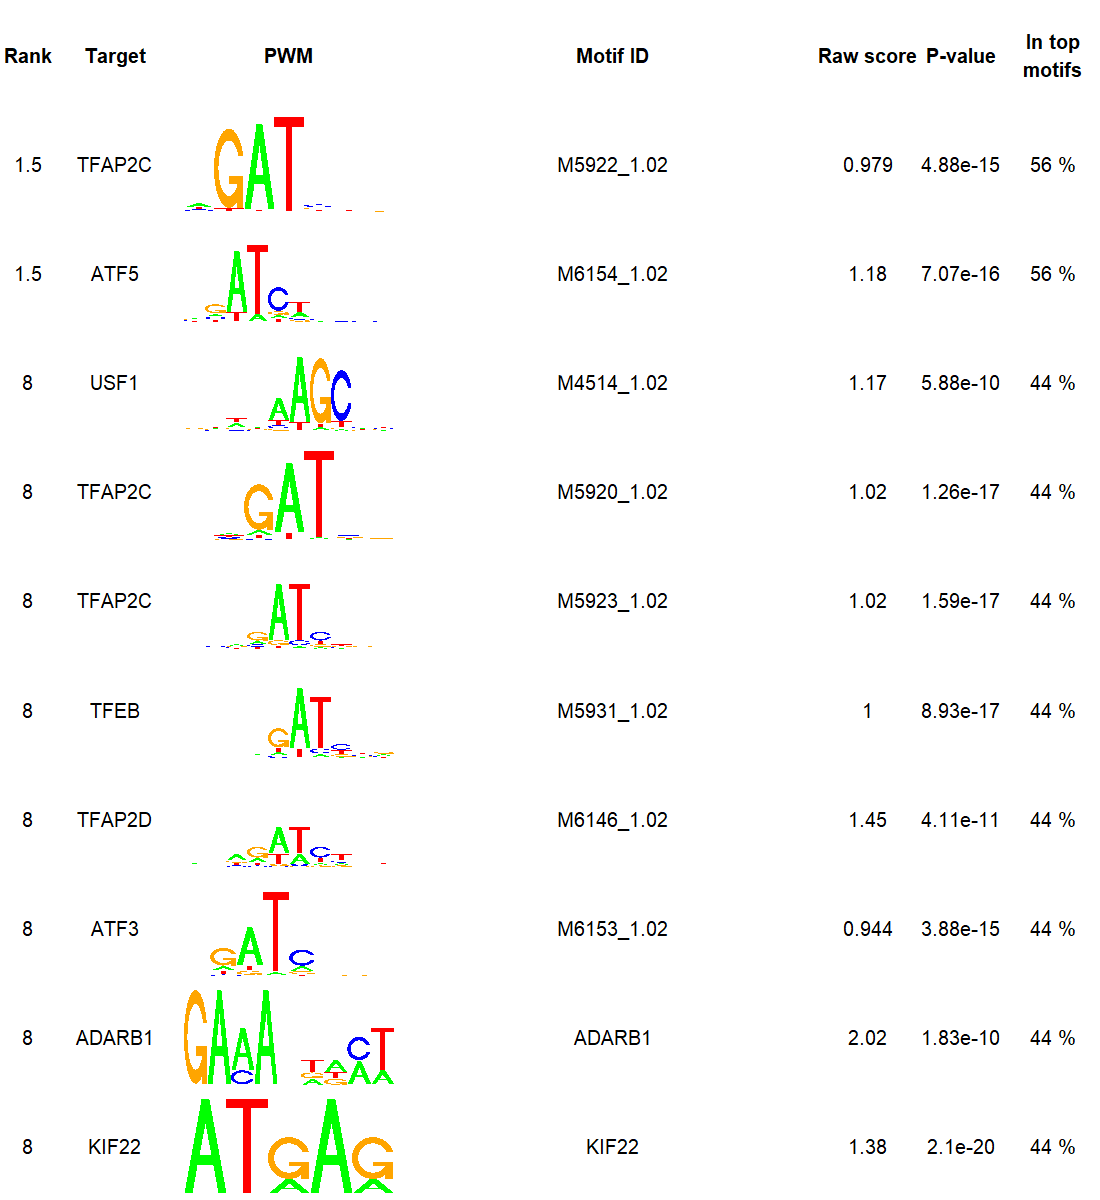 Rank Target PWM Motif ID Raw score P-value In top motifs
1.5 TFAP2C GAT M5922_1.02 0.979 4.88e-15 56 %
1.5 ATF5 GATCT M6154_1.02 1.18 7.07e-16 56 %
8 USF1 AAGC M4514_1.02 1.17 5.88e-10 44 %
8 TFAP2C GAT M5920_1.02 1.02 1.26e-17 44 %
8 TFAP2C GATC M5923_1.02 1.02 1.59e-17 44 %
8 TFEB GATC M5931_1.02 1 8.93e-17 44 %
8 TFAP2D AGATCT M6146_1.02 1.45 4.11e-11 44 %
8 ATF3 GATC M6153_1.02 0.944 3.88e-15 44 %
8 ADARB1 GAAA TACT ADARB1 2.02 1.83e-10 44 %
8 KIF22 ATGAG KIF22 1.38 2.1e-20 44 %